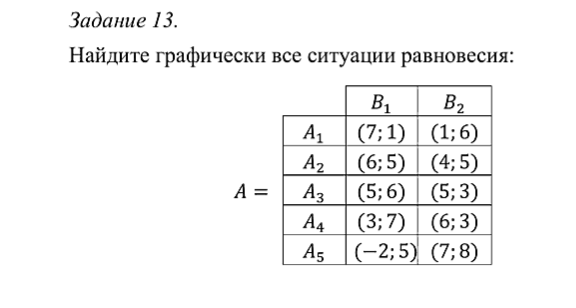 Задание 13.
Найдите графически все ситуации равновесия:
B₁ B₂
A₁ (7; 1) (1; 6)
A₂ (6; 5) (4; 5)
A = A₃ (5; 6) (5; 3)
A₄ (3; 7) (6; 3)
A₅ (−2; 5) (7; 8)